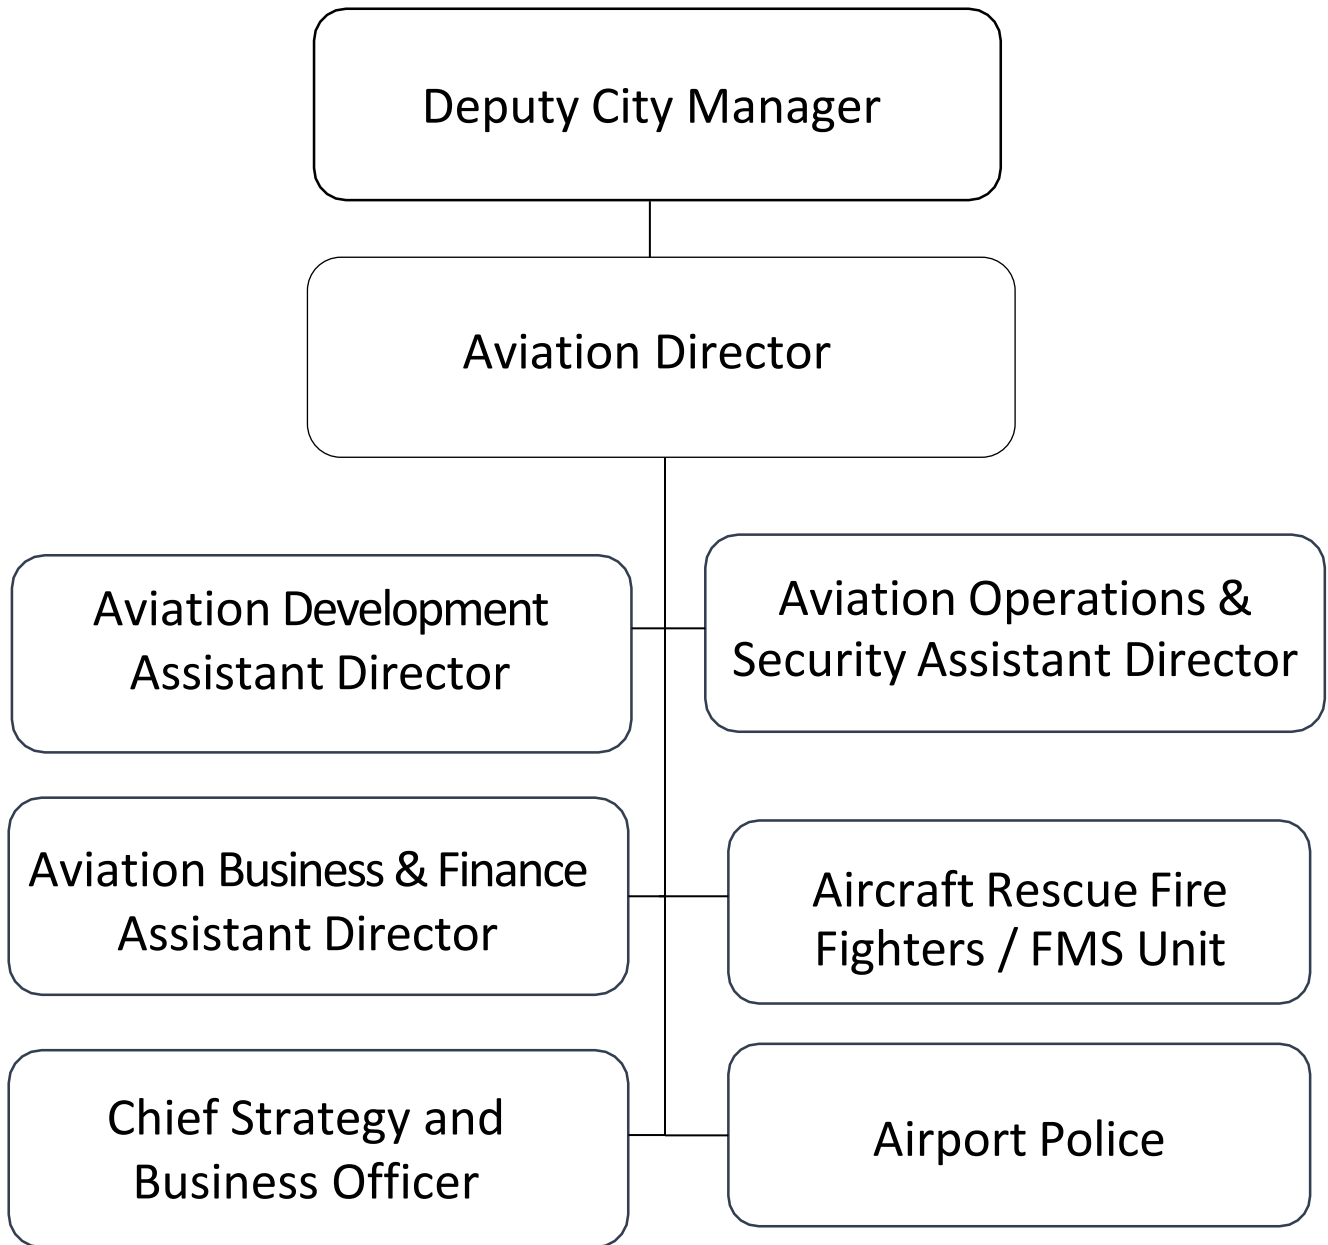 Deputy City Manager
Aviation Director
Aviation Development
Assistant Director
Aviation Operations &
Security Assistant Director
Aviation Business & Finance
Assistant Director
Aircraft Rescue Fire
Fighters / FMS Unit
Chief Strategy and
Business Officer
Airport Police